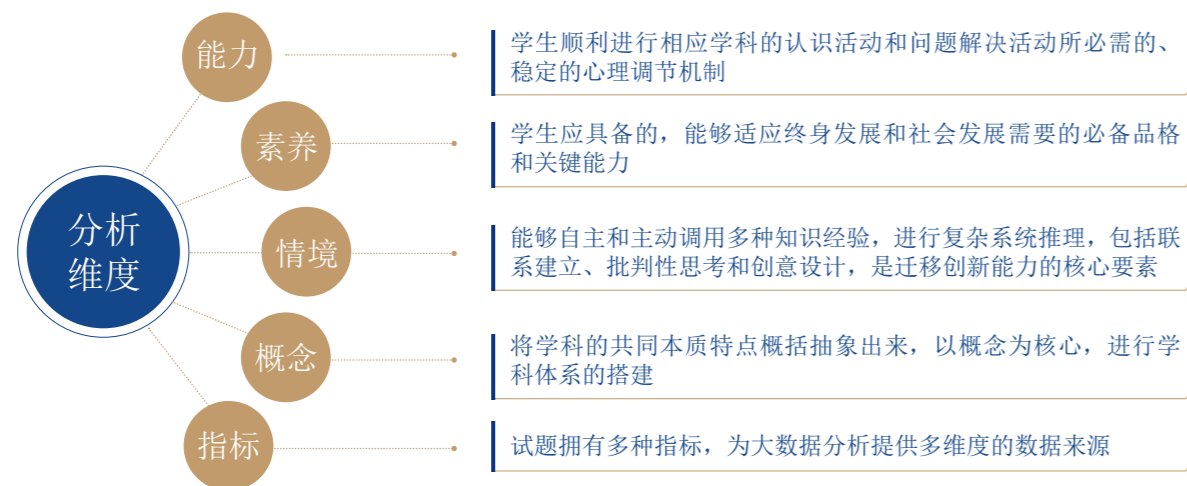 能力
学生顺利进行相应学科的认识活动和问题解决活动所必需的、
稳定的心理调节机制
素养
学生应具备的，能够适应终身发展和社会发展需要的必备品格
和关键能力
分析
维度
情境
能够自主和主动调用多种知识经验，进行复杂系统推理，包括联
系建立、批判性思考和创意设计，是迁移创新能力的核心要素
概念
将学科的共同本质特点概括抽象出来，以概念为核心，进行学
科体系的搭建
指标
试题拥有多种指标，为大数据分析提供多维度的数据来源